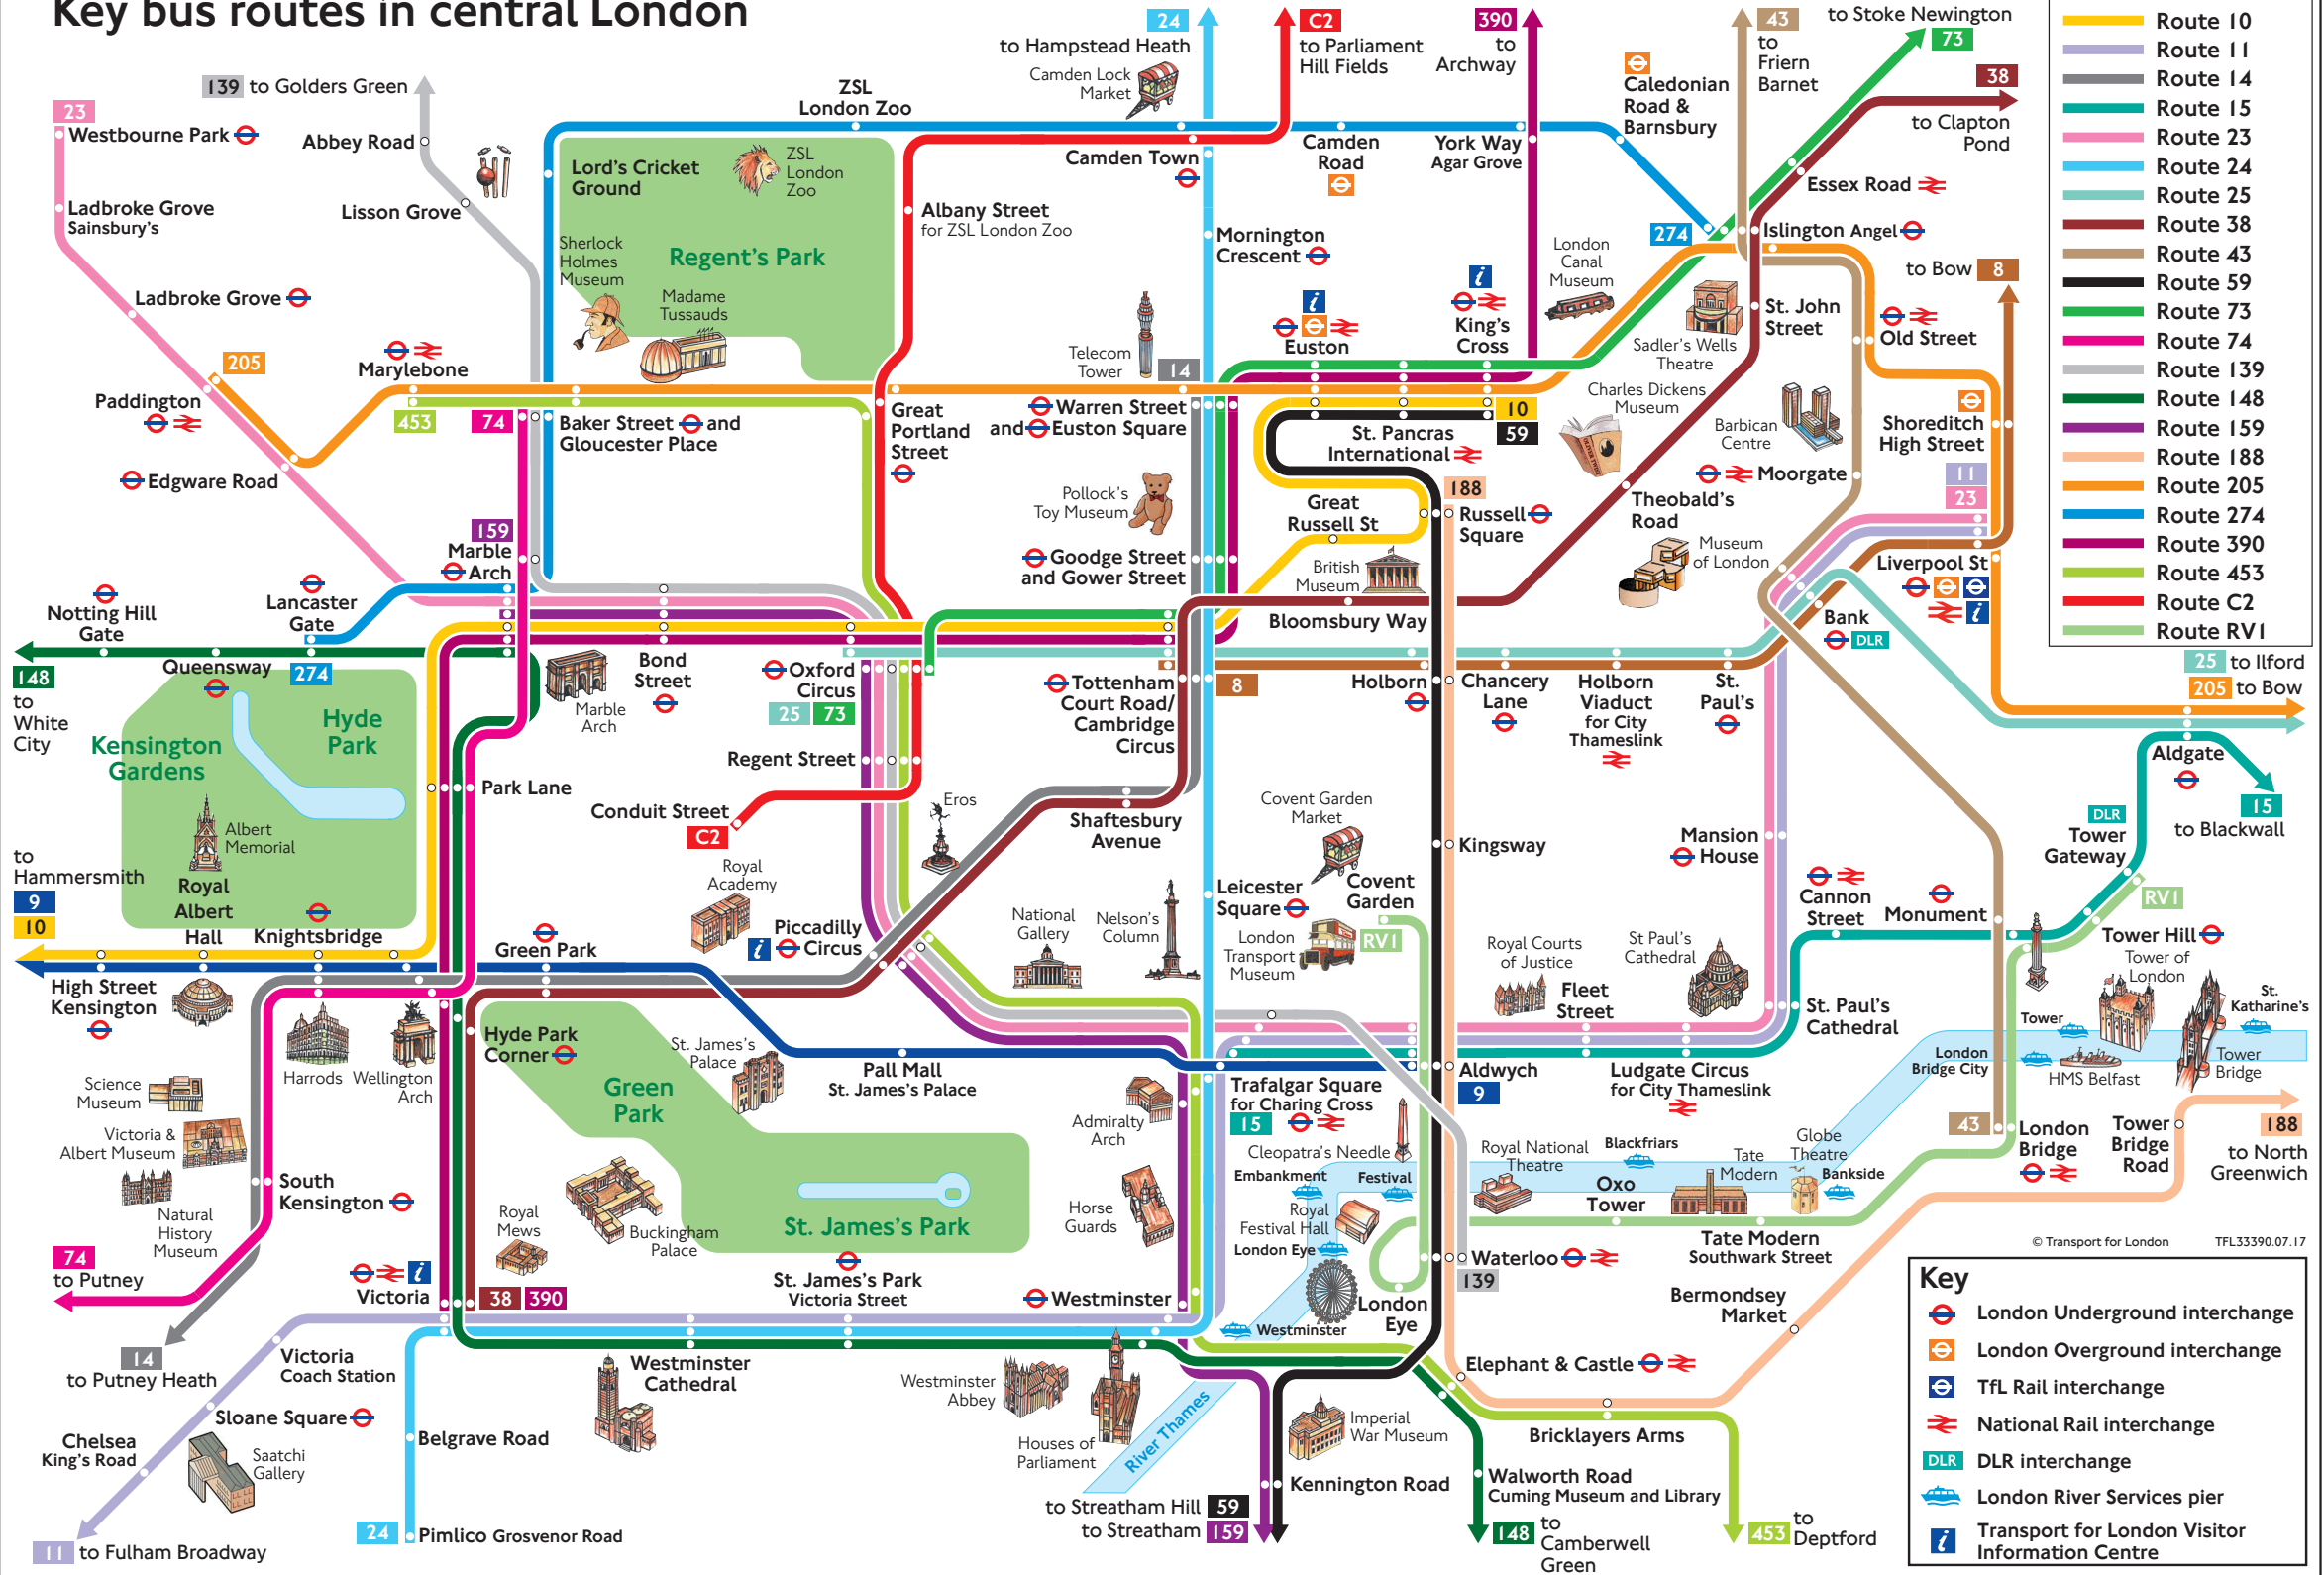 Key bus routes in central London
24
to Hampstead Heath
Camden Lock
Market
C2
to Parliament
Hill Fields
390
to
Archway
43
to
Friern
Barnet
to Stoke Newington
73
38
to Clapton
Pond
Caledonian
Road &
Barnsbury
139 to Golders Green
Abbey Road
Lisson Grove
23
Westbourne Park
Ladbroke Grove
Sainsbury's
Ladbroke Grove
205
Paddington
Edgware Road
Marylebone
453
74
ZSL
London Zoo
Lord's Cricket
Ground
ZSL
London
Zoo
Regent's Park
Sherlock
Holmes
Museum
Madame
Tussauds
Baker Street and
Gloucester Place
Albany Street
for ZSL London Zoo
Great
Portland
Street
Camden Town
Camden
Road
York Way
Agar Grove
Mornington
Crescent
Telecom
Tower
14
Euston
King's
Cross
London
Canal
Museum
274
Islington Angel
Essex Road
to Bow 8
St. John
Street
Sadler's Wells
Theatre
Old Street
Warren Street
and Euston Square
10
59
St. Pancras
International
Charles Dickens
Museum
Barbican
Centre
Shoreditch
High Street
Moorgate
11
23
Pollock's
Toy Museum
Great
Russell St
188
Russell
Square
Theobald's
Road
Museum
of London
Liverpool St
Goodge Street
and Gower Street
British
Museum
Bloomsbury Way
Bank
DLR
159
Marble
Arch
Notting Hill
Gate
Lancaster
Gate
Queensway
274
148
to
White
City
Kensington
Gardens
Hyde
Park
Albert
Memorial
Royal
Albert
Hall
Knightsbridge
Marble
Arch
Bond
Street
Oxford
Circus
25 73
Regent Street
Tottenham
Court Road/
Cambridge
Circus
8
Holborn
Chancery
Lane
Holborn
Viaduct
for City
Thameslink
St.
Paul's
25 to Ilford
205 to Bow
Aldgate
15
to Blackwall
DLR
Tower
Gateway
RV1
Park Lane
Conduit Street
C2
Eros
Royal
Academy
Piccadilly
Circus
Shaftesbury
Avenue
Covent Garden
Market
Kingsway
Mansion
House
Leicester
Square
Covent
Garden
RV1
London
Transport
Museum
National
Gallery
Nelson's
Column
Royal Courts
of Justice
Fleet
Street
St Paul's
Cathedral
Cannon
Street
Monument
Tower Hill
Tower of
London
St.
Katharine's
Tower
Tower
Bridge
HMS Belfast
London
Bridge City
St. Paul's
Cathedral
to
Hammersmith
9
10
High Street
Kensington
Green Park
Hyde Park
Corner
Harrods
Wellington
Arch
Science
Museum
Victoria &
Albert Museum
Natural
History
Museum
South
Kensington
74
to Putney
14
to Putney Heath
St. James's
Palace
Green
Park
Pall Mall
St. James's Palace
Admiralty
Arch
Trafalgar Square
for Charing Cross
15
Aldwych
9
Ludgate Circus
for City Thameslink
Cleopatra's Needle
Embankment
Festival
Royal
Festival Hall
London Eye
Royal National
Theatre
Blackfriars
Oxo
Tower
Tate
Modern
Globe
Theatre
Bankside
43
London
Bridge
Tower
Bridge
Road
188
to North
Greenwich
Royal
Mews
Buckingham
Palace
St. James's Park
Horse
Guards
Victoria
38 390
St. James's Park
Victoria Street
Westminster
Westminster
London
Eye
Waterloo
139
Tate Modern
Southwark Street
Bermondsey
Market
Victoria
Coach Station
Sloane Square
Chelsea
King's Road
Saatchi
Gallery
11 to Fulham Broadway
Belgrave Road
24
Pimlico Grosvenor Road
Westminster
Cathedral
Westminster
Abbey
Houses of
Parliament
River Thames
Elephant & Castle
Imperial
War Museum
Bricklayers Arms
Kennington Road
to Streatham Hill 59
to Streatham 159
Walworth Road
Cuming Museum and Library
148
to
Camberwell
Green
453
to
Deptford
© Transport for London
TFL33390.07.17
Route 10
Route 11
Route 14
Route 15
Route 23
Route 24
Route 25
Route 38
Route 43
Route 59
Route 73
Route 74
Route 139
Route 148
Route 159
Route 188
Route 205
Route 274
Route 390
Route 453
Route C2
Route RV1
Key
London Underground interchange
London Overground interchange
TfL Rail interchange
National Rail interchange
DLR DLR interchange
London River Services pier
Transport for London Visitor
Information Centre